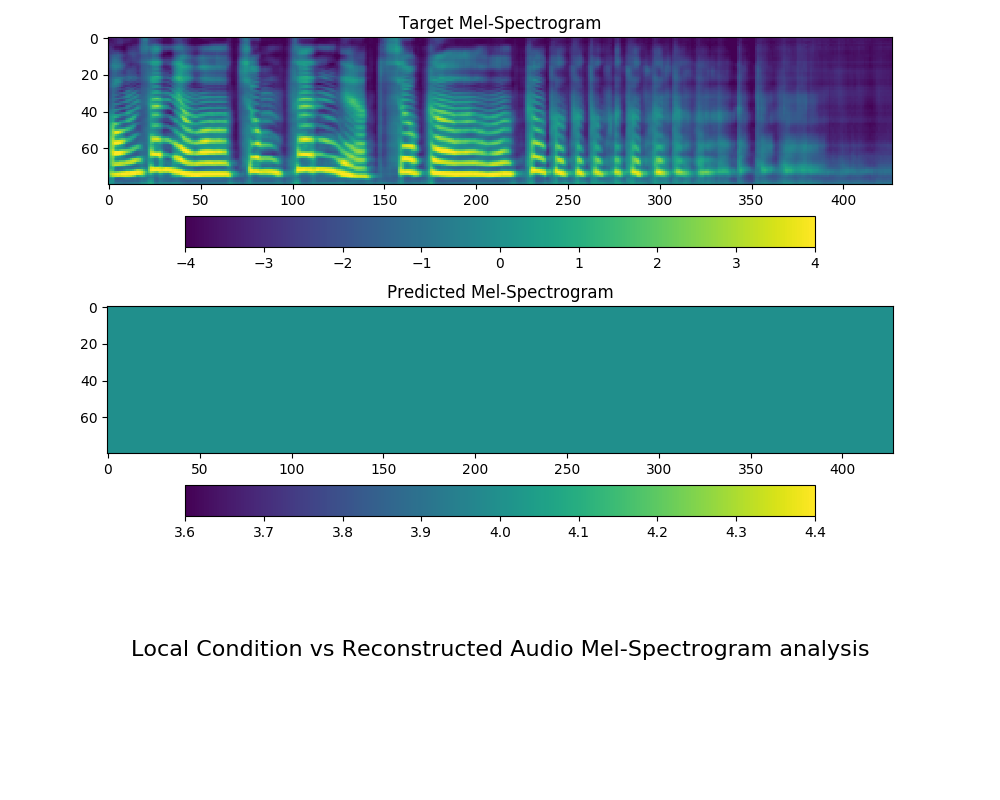 Target Mel-Spectrogram
0
20
40
60
0 50 100 150 200 250 300 350 400
−4 −3 −2 −1 0 1 2 3 4
Predicted Mel-Spectrogram
0
20
40
60
0 50 100 150 200 250 300 350 400
3.6 3.7 3.8 3.9 4.0 4.1 4.2 4.3 4.4
Local Condition vs Reconstructed Audio Mel-Spectrogram analysis